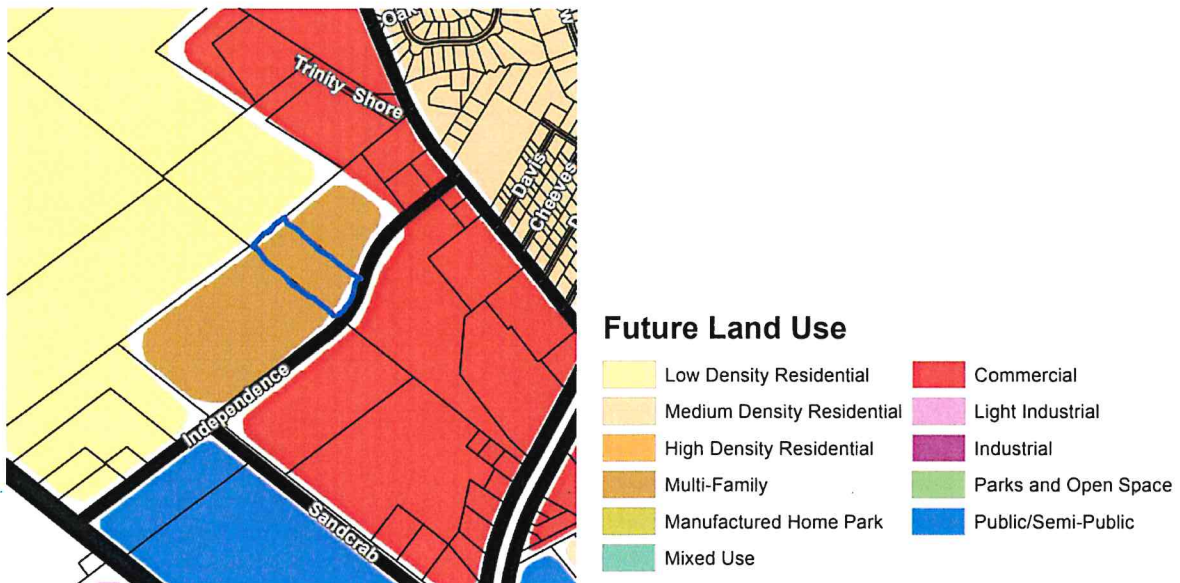 Oak
Trinity Shore
Davis
Cheeves
Independence
Sandcrab
Future Land Use
Low Density Residential
Medium Density Residential
High Density Residential
Multi-Family
Manufactured Home Park
Mixed Use
Commercial
Light Industrial
Industrial
Parks and Open Space
Public/Semi-Public